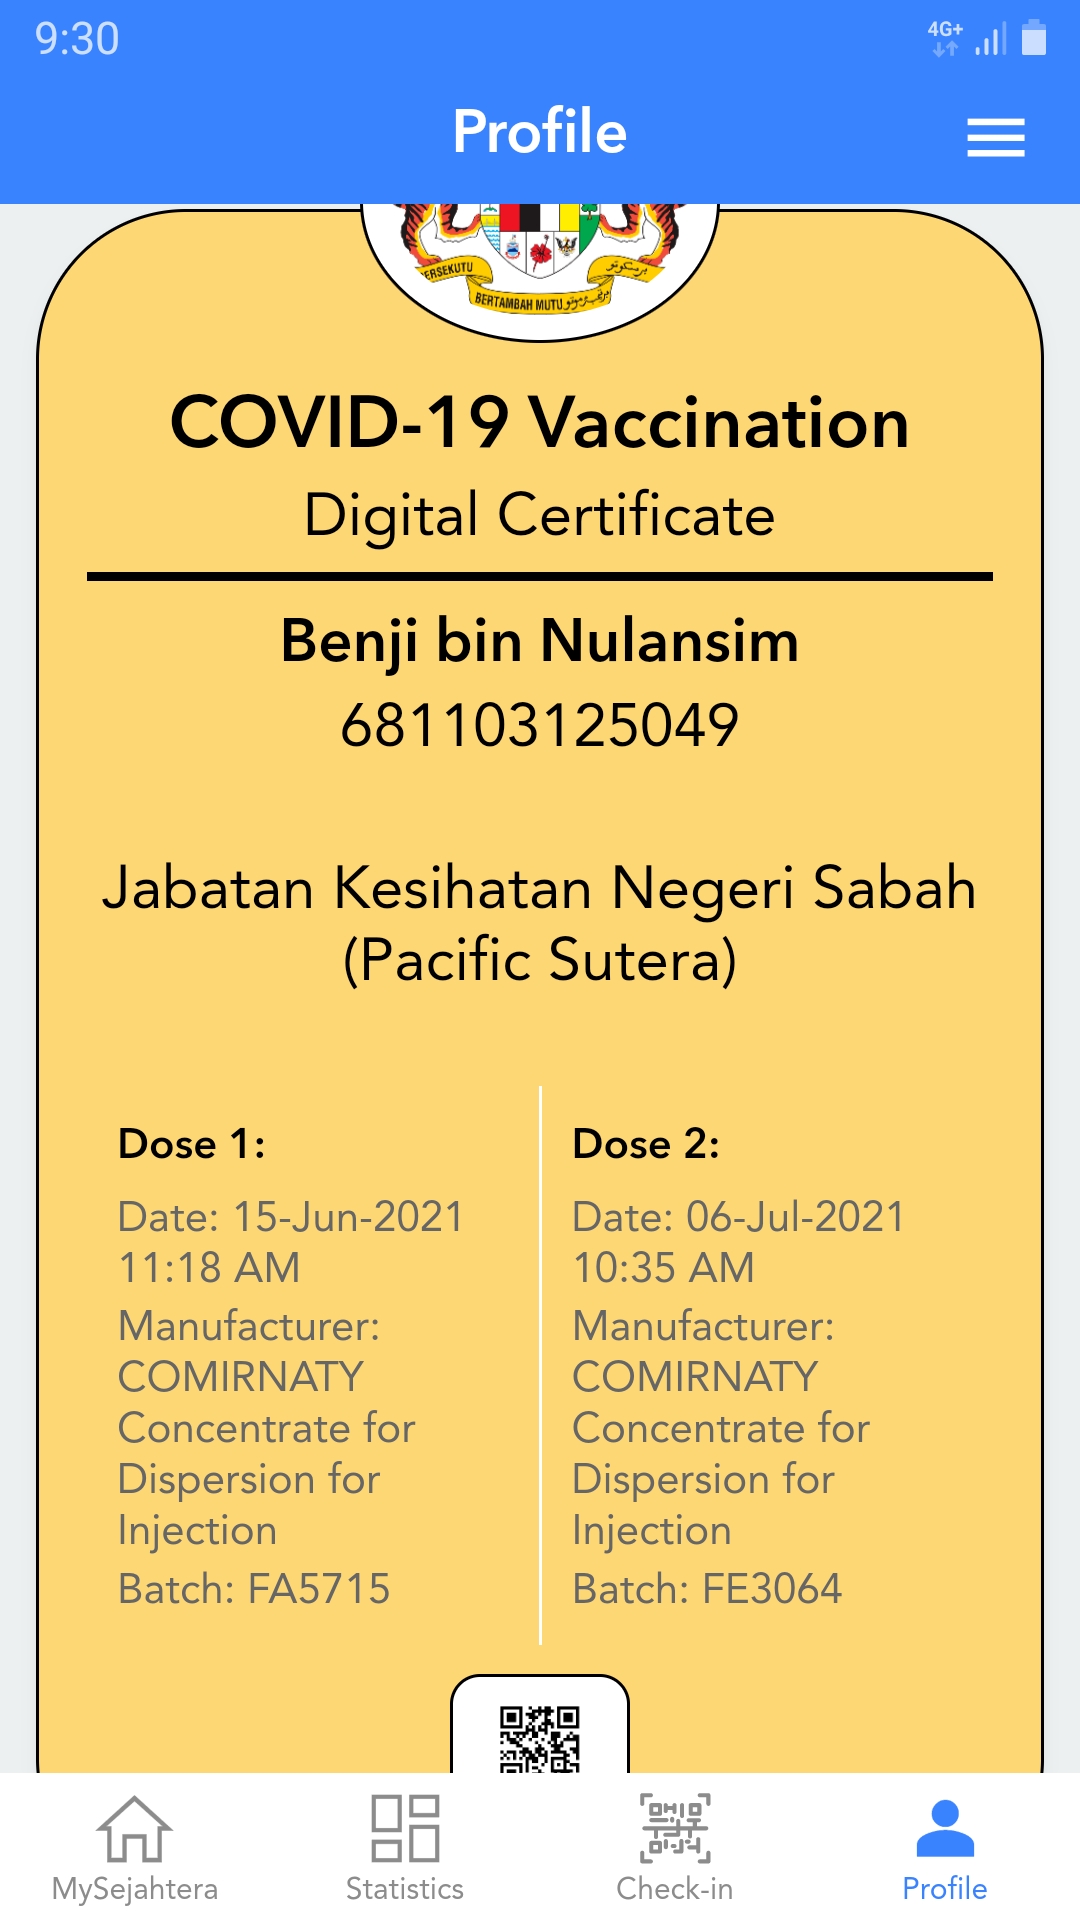 9:30
4G+
Profile
ERSEKUTU
BERTAMBAH MUTU
COVID-19 Vaccination
Digital Certificate
Benji bin Nulansim
681103125049
Jabatan Kesihatan Negeri Sabah
(Pacific Sutera)
Dose 1:
Date: 15-Jun-2021
11:18 AM
Manufacturer:
COMIRNATY
Concentrate for
Dispersion for
Injection
Batch: FA5715
Dose 2:
Date: 06-Jul-2021
10:35 AM
Manufacturer:
COMIRNATY
Concentrate for
Dispersion for
Injection
Batch: FE3064
MySejahtera
Statistics
Check-in
Profile